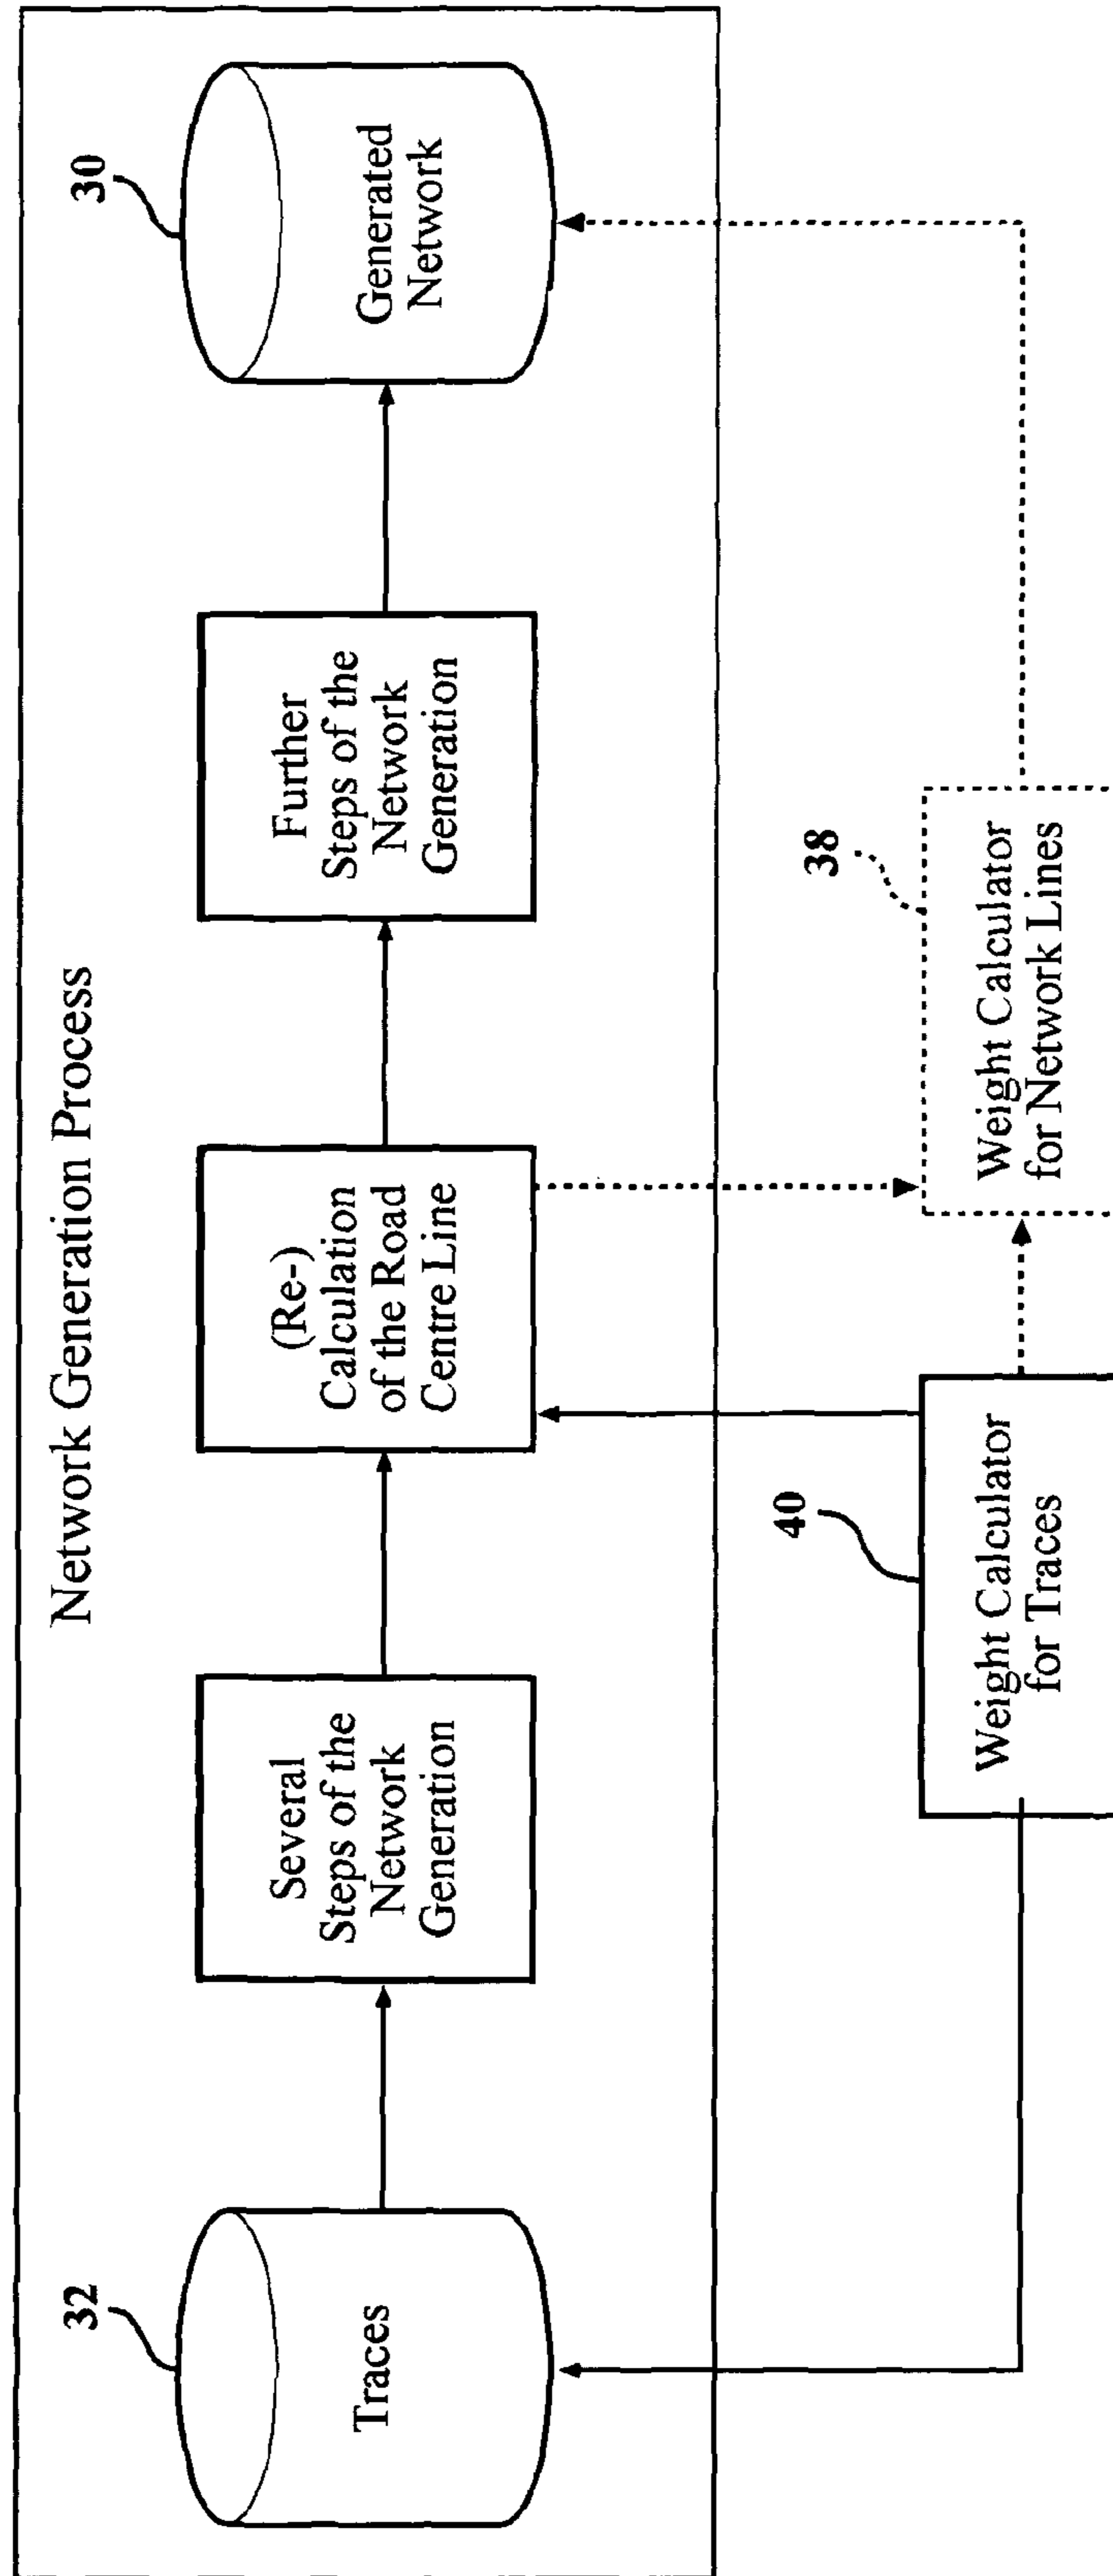 Network Generation Process
32
Traces
Several
Steps of the
Network
Generation
(Re-)
Calculation
of the Road
Centre Line
Further
Steps of the
Network
Generation
30
Generated
Network
40
Weight Calculator
for Traces
38
Weight Calculator
for Network Lines